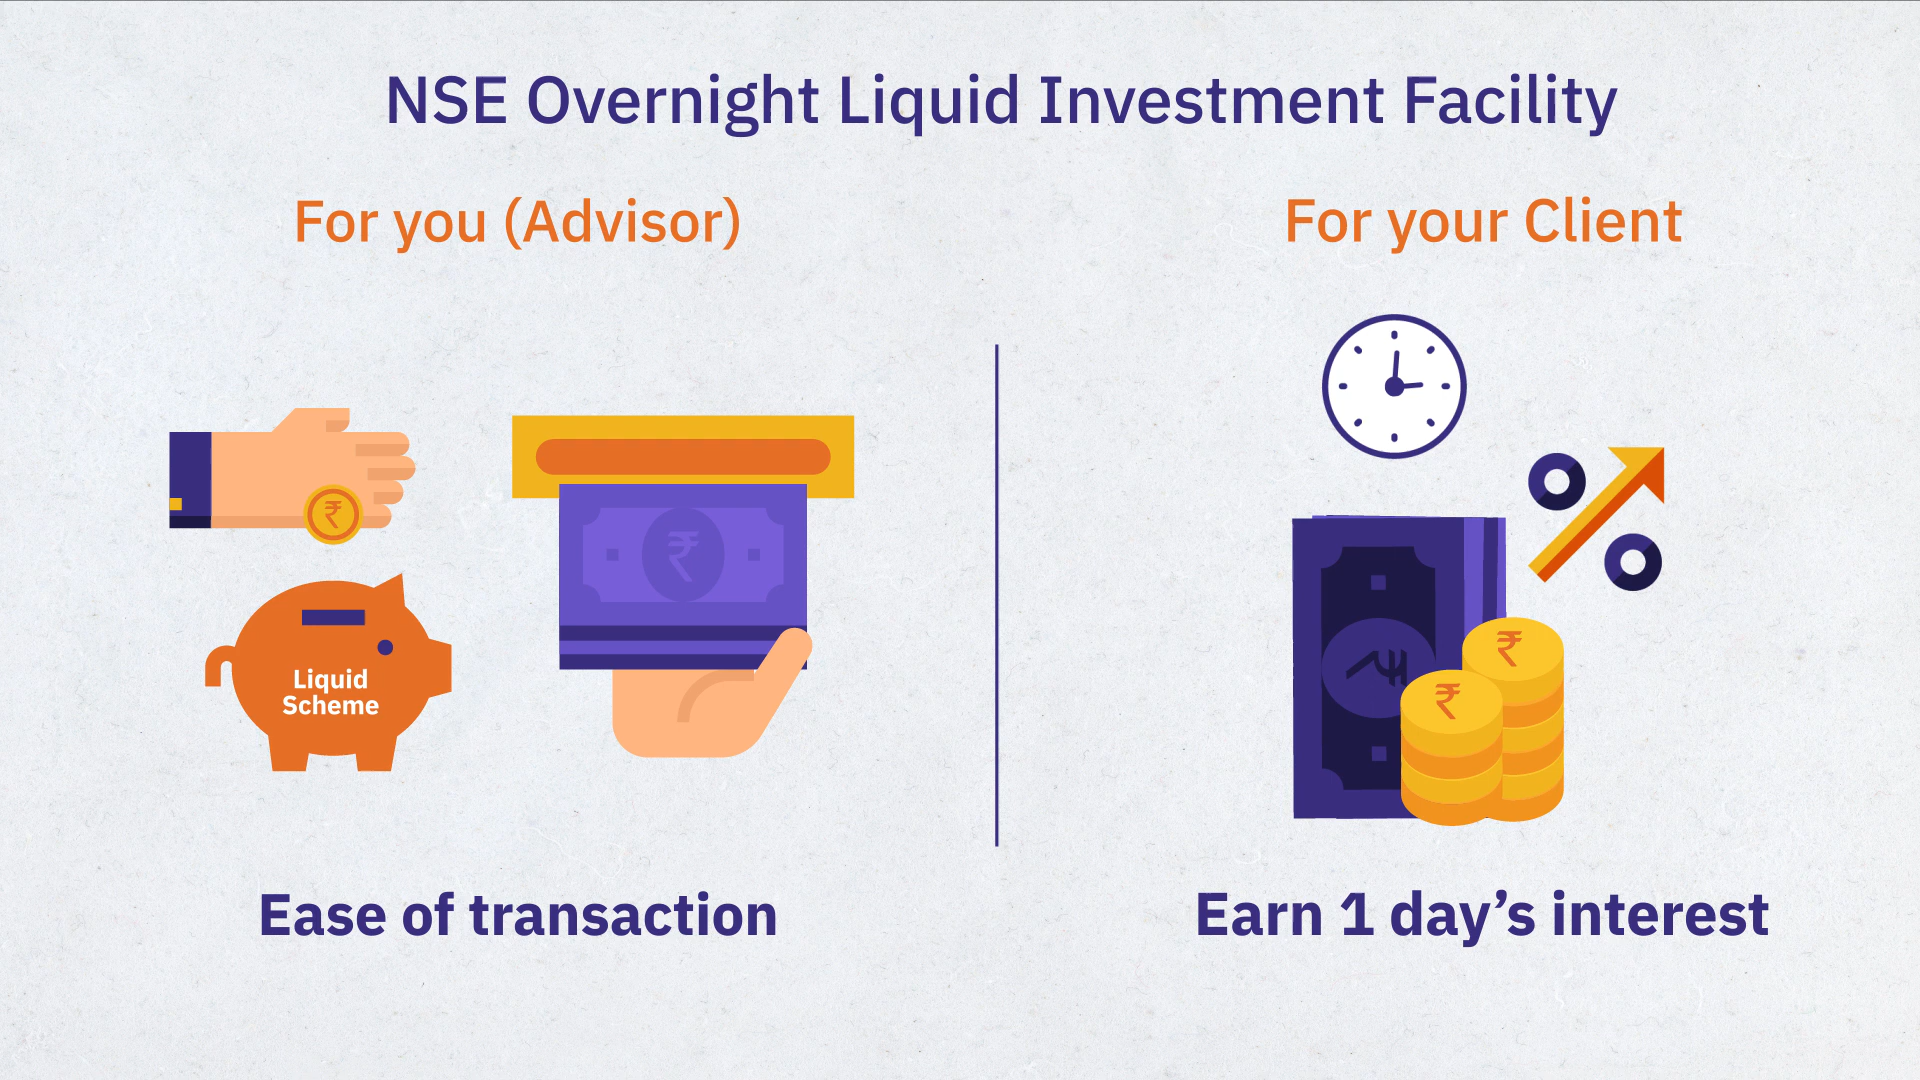 NSE Overnight Liquid Investment Facility
For you (Advisor)
For your Client
₹
₹
Liquid
Scheme
₹
₹
₹
Ease of transaction
Earn 1 day’s interest